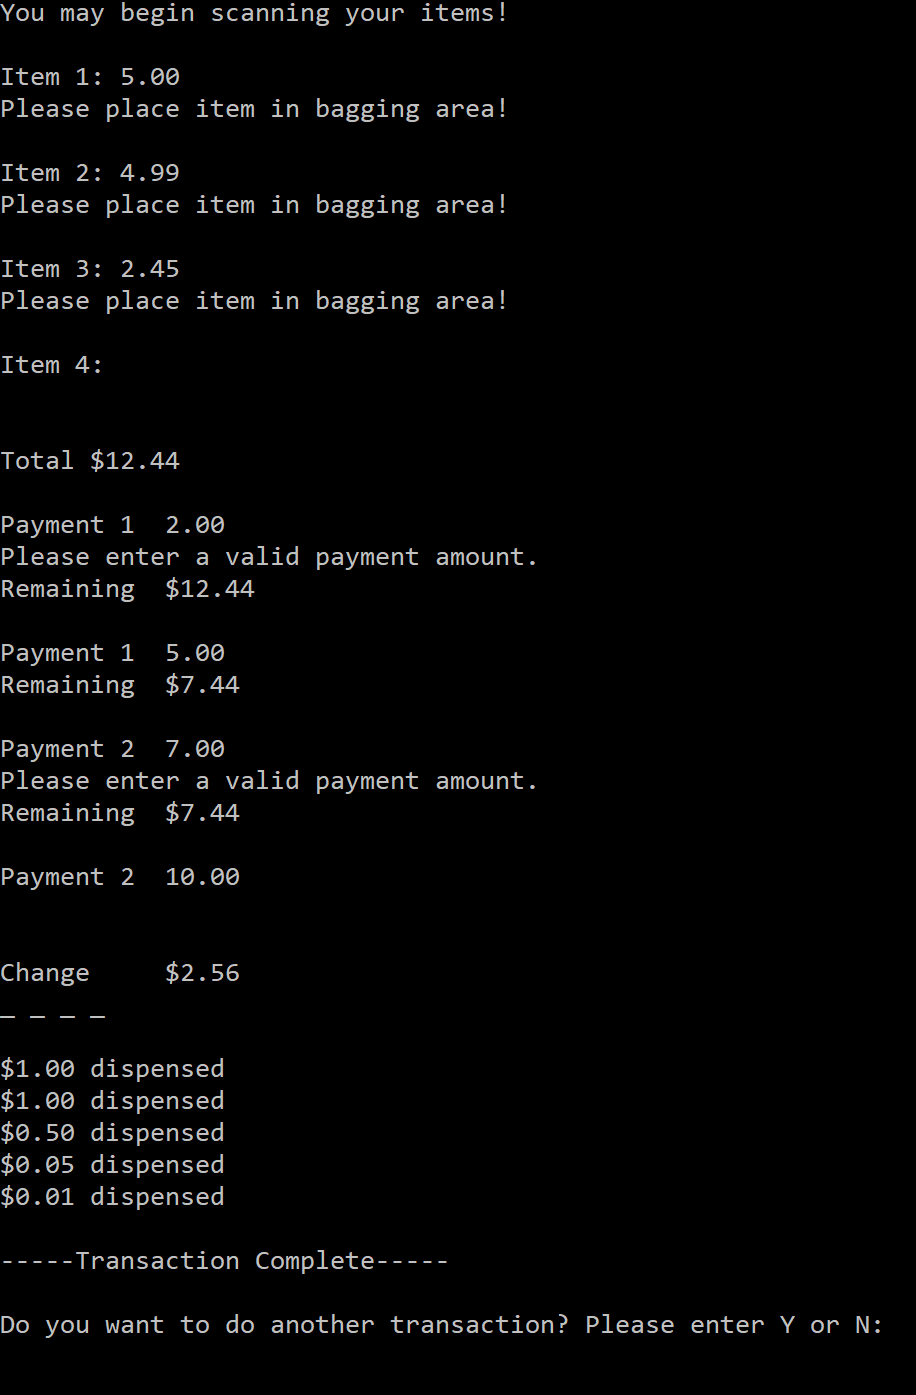 You may begin scanning your items!
Item 1: 5.00
Please place item in bagging area!
Item 2: 4.99
Please place item in bagging area!
Item 3: 2.45
Please place item in bagging area!
Item 4:
Total $12.44
Payment 1  2.00
Please enter a valid payment amount.
Remaining  $12.44
Payment 1  5.00
Remaining  $7.44
Payment 2  7.00
Please enter a valid payment amount.
Remaining  $7.44
Payment 2  10.00
Change     $2.56
_ _ _ _
$1.00 dispensed
$1.00 dispensed
$0.50 dispensed
$0.05 dispensed
$0.01 dispensed
-----Transaction Complete-----
Do you want to do another transaction? Please enter Y or N: